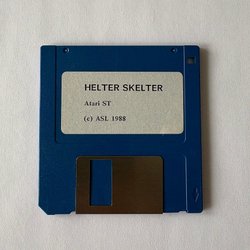 HELTER SKELTER
Atari ST
(c) ASL 1988